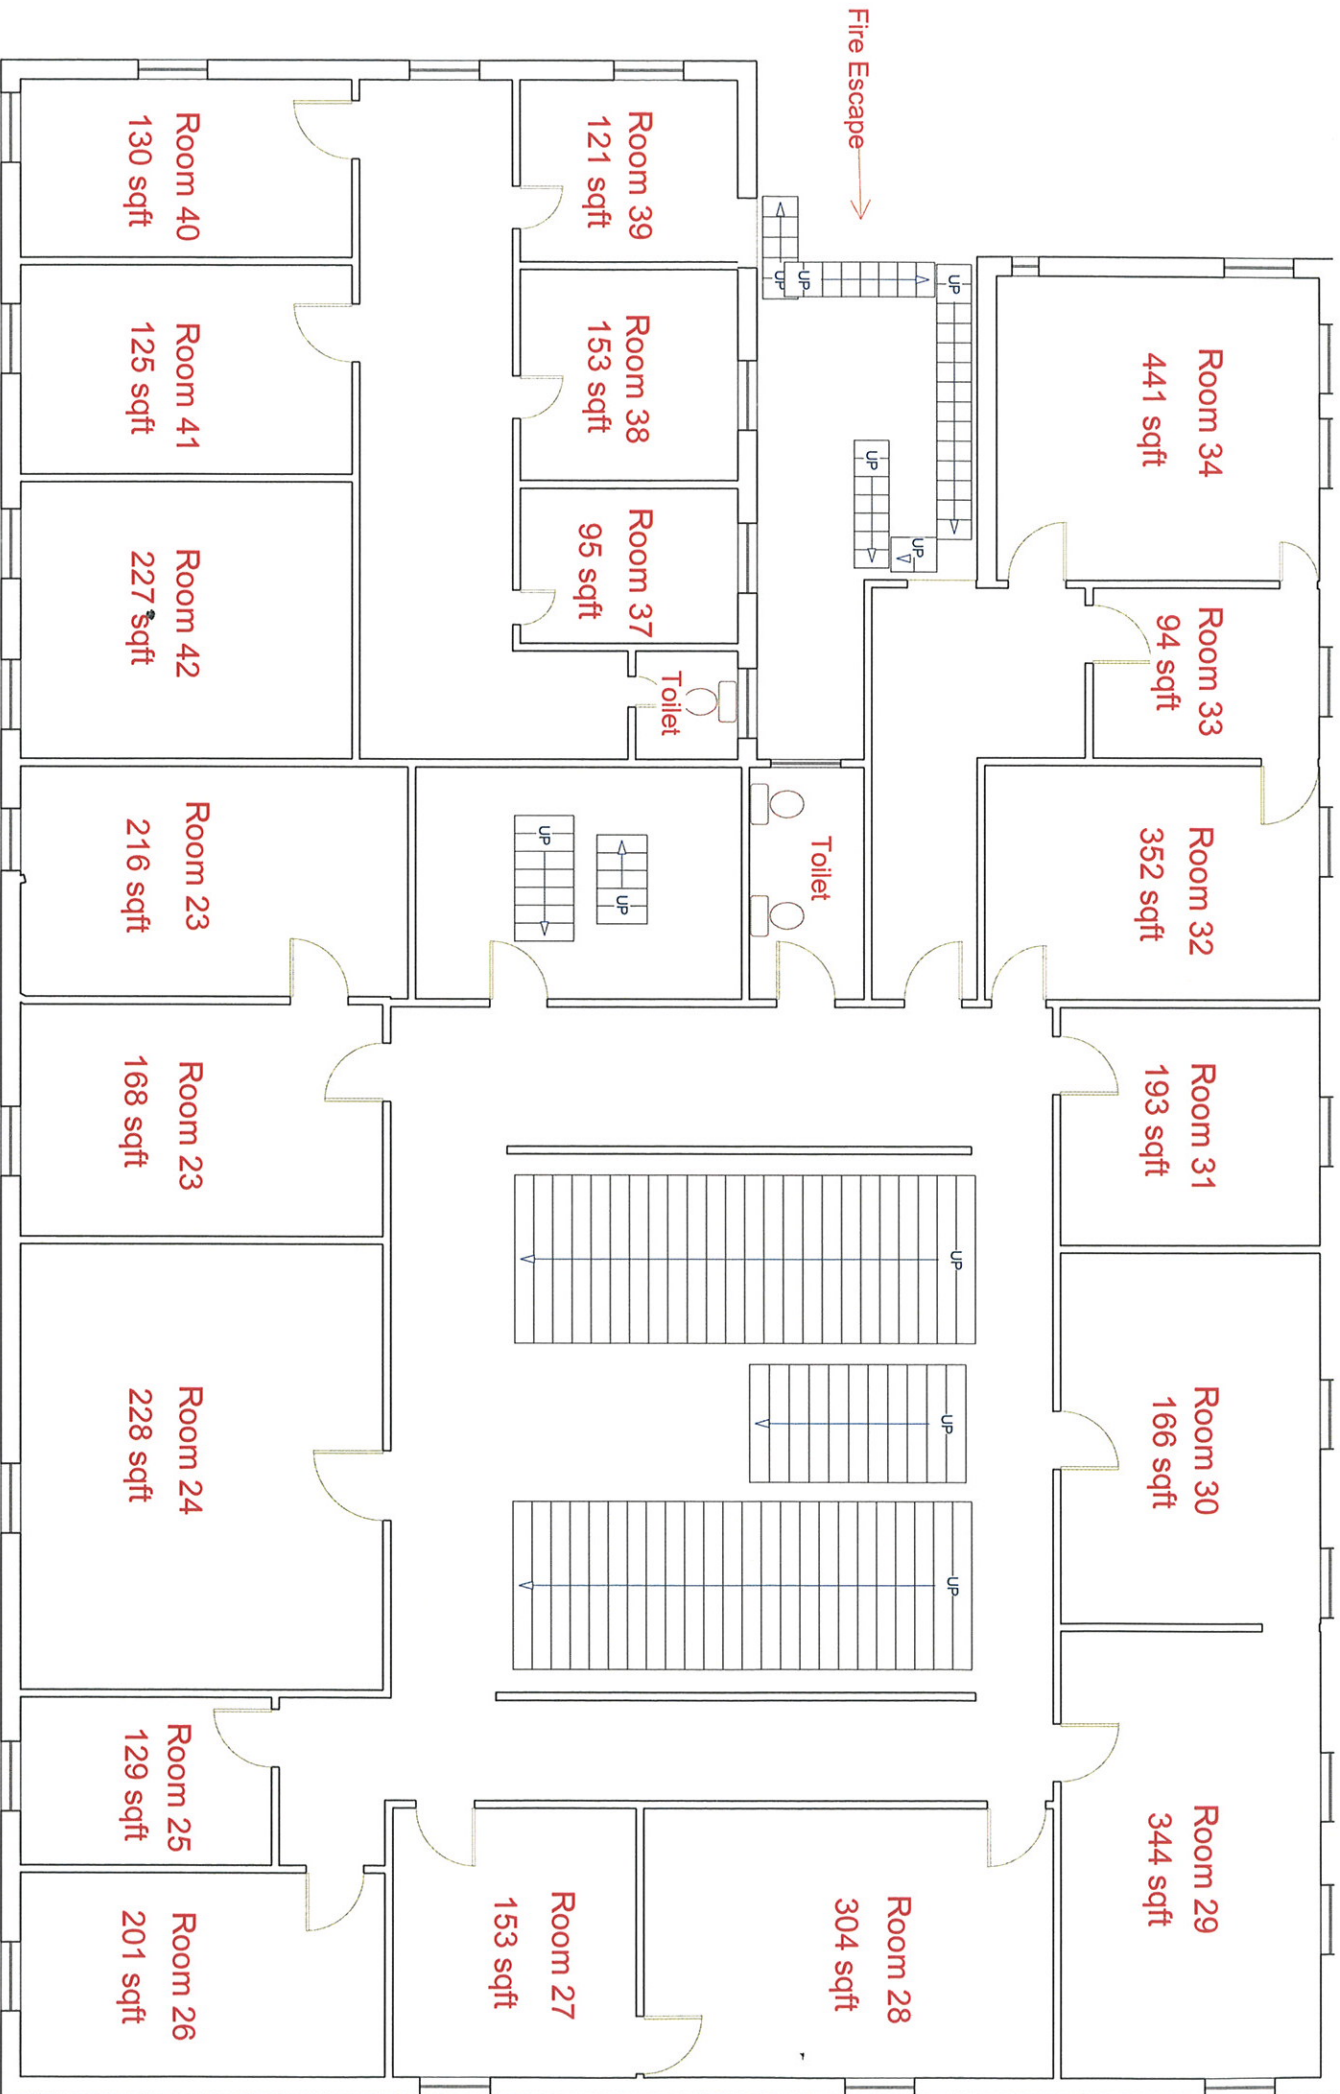 Fire Escape
Room 34
441 sqft
Room 33
94 sqft
Room 32
352 sqft
Room 31
193 sqft
Room 30
166 sqft
Room 29
344 sqft
UP
UP
UP
UP
UP
Room 39
121 sqft
Room 38
153 sqft
Room 37
95 sqft
Toilet
Toilet
UP
UP
UP
UP
UP
Room 28
304 sqft
Room 27
153 sqft
Room 40
130 sqft
Room 41
125 sqft
Room 42
227 sqft
Room 23
216 sqft
Room 23
168 sqft
Room 24
228 sqft
Room 25
129 sqft
Room 26
201 sqft